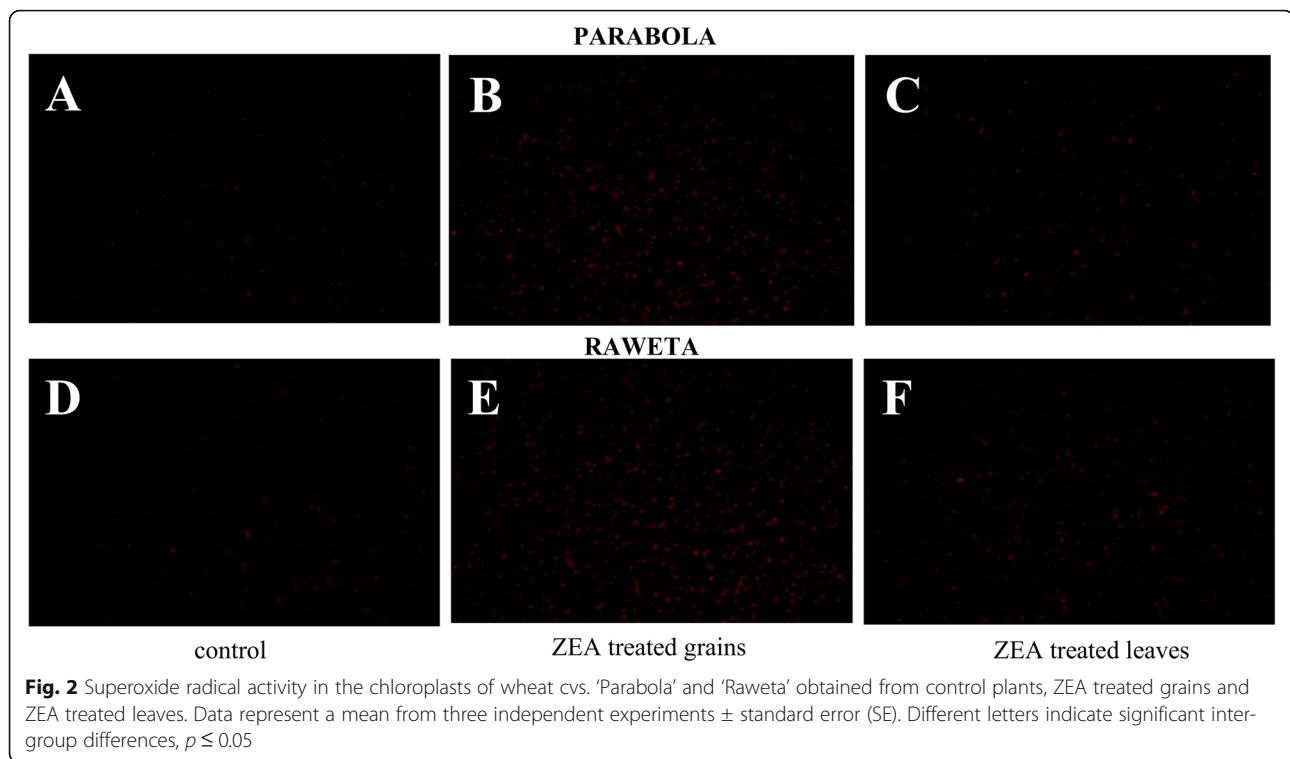 PARABOLA
A
B
C
RAWETA
D
E
F
control
ZEA treated grains
ZEA treated leaves
Fig. 2 Superoxide radical activity in the chloroplasts of wheat cvs. ‘Parabola’ and ‘Raweta’ obtained from control plants, ZEA treated grains and
ZEA treated leaves. Data represent a mean from three independent experiments ± standard error (SE). Different letters indicate significant inter-
group differences, p ≤ 0.05